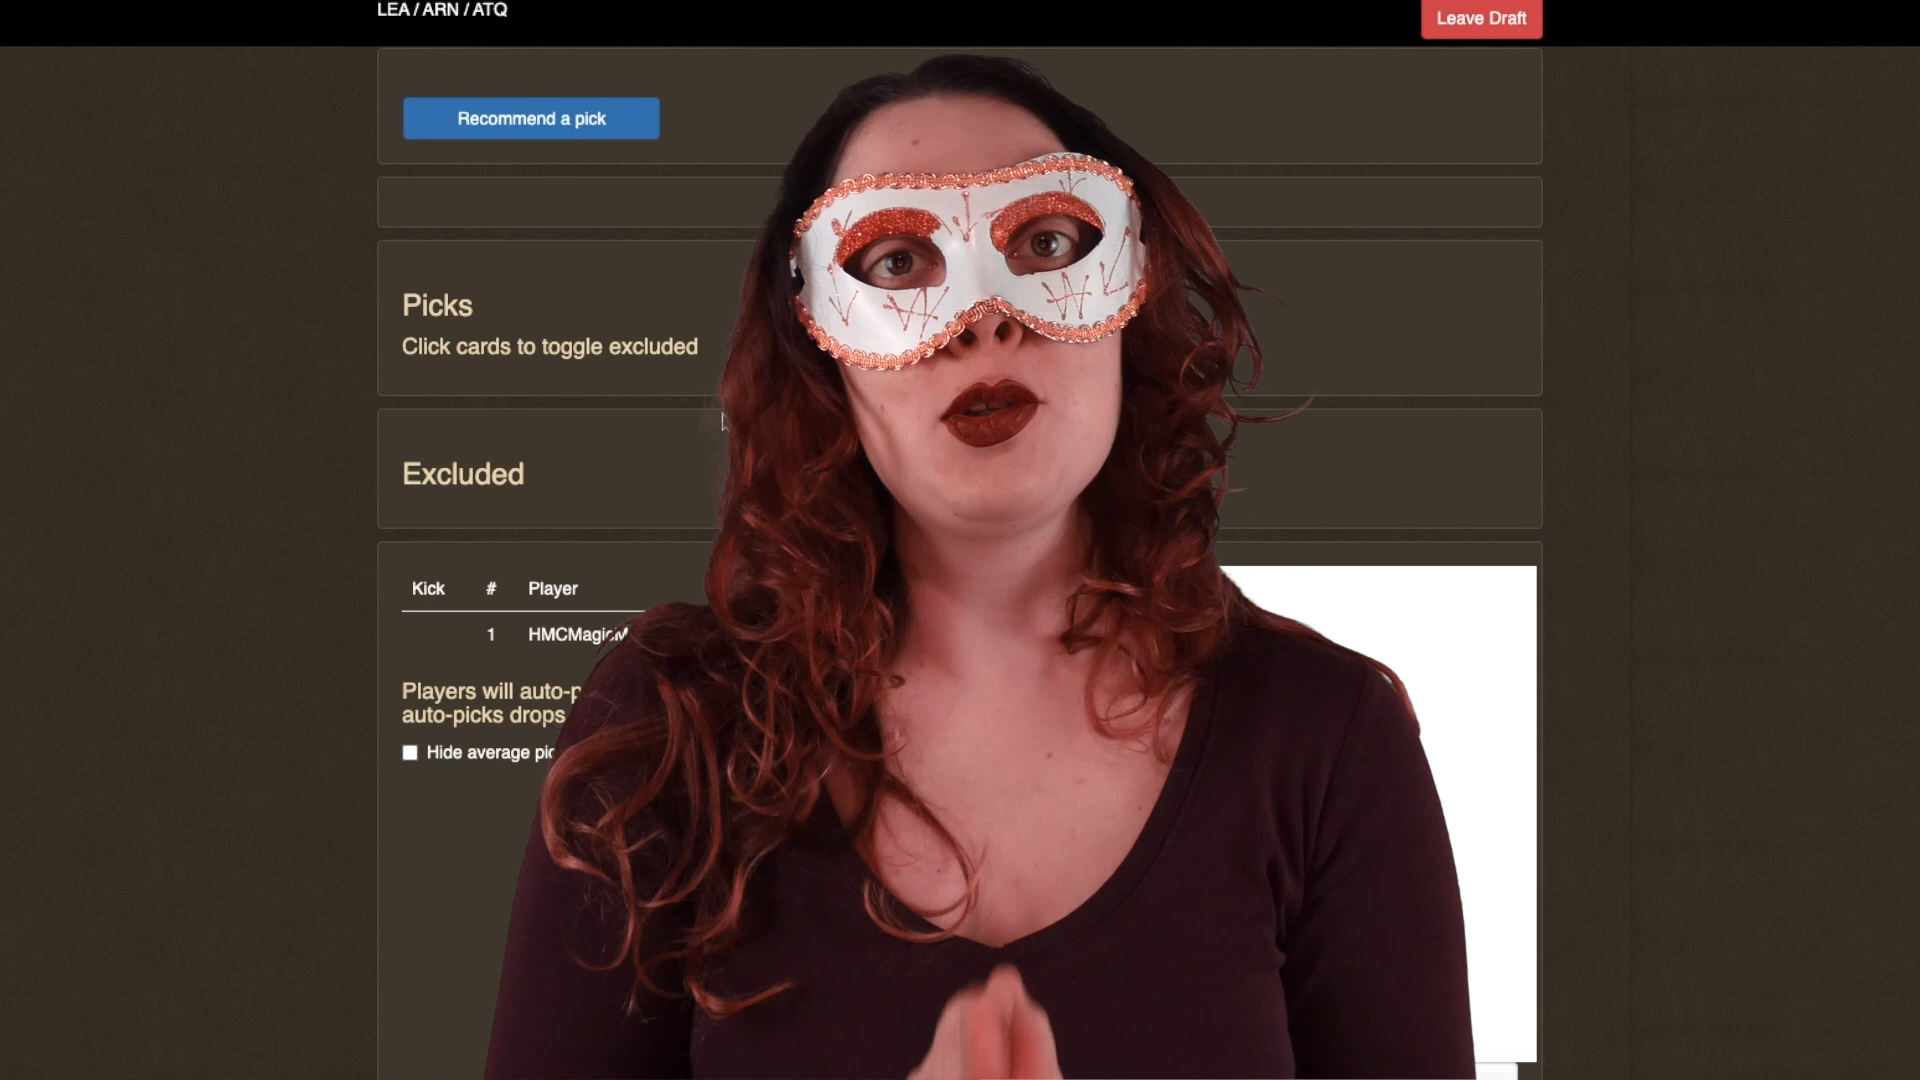 LEA / ARN / ATQ
Leave Draft
Recommend a pick
Picks
Click cards to toggle excluded
Excluded
Kick # Player
1
Players will
auto-picks drops
Hide average